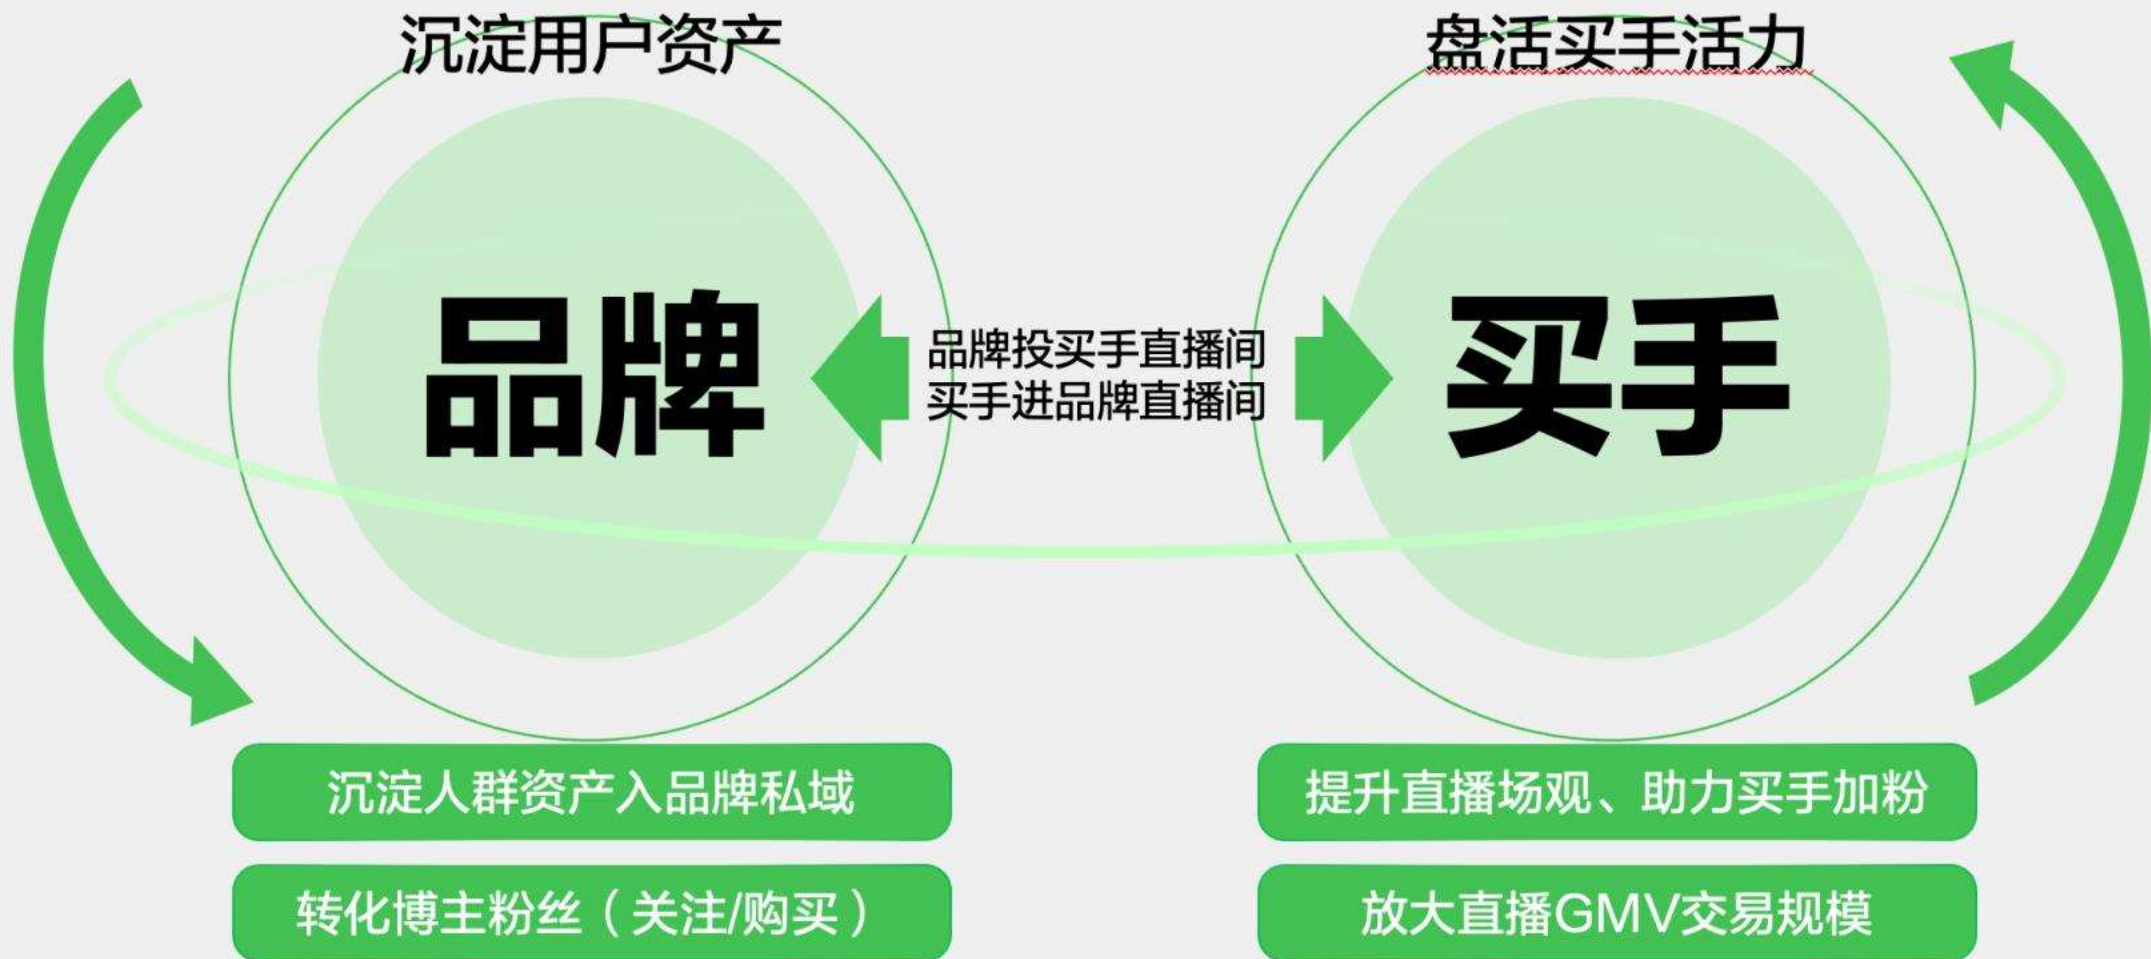 沉淀用户资产
盘活买手活力
品牌
品牌投买手直播间
买手进品牌直播间
买手
沉淀人群资产入品牌私域
提升直播场观、助力买手加粉
转化博主粉丝（关注/购买）
放大直播GMV交易规模